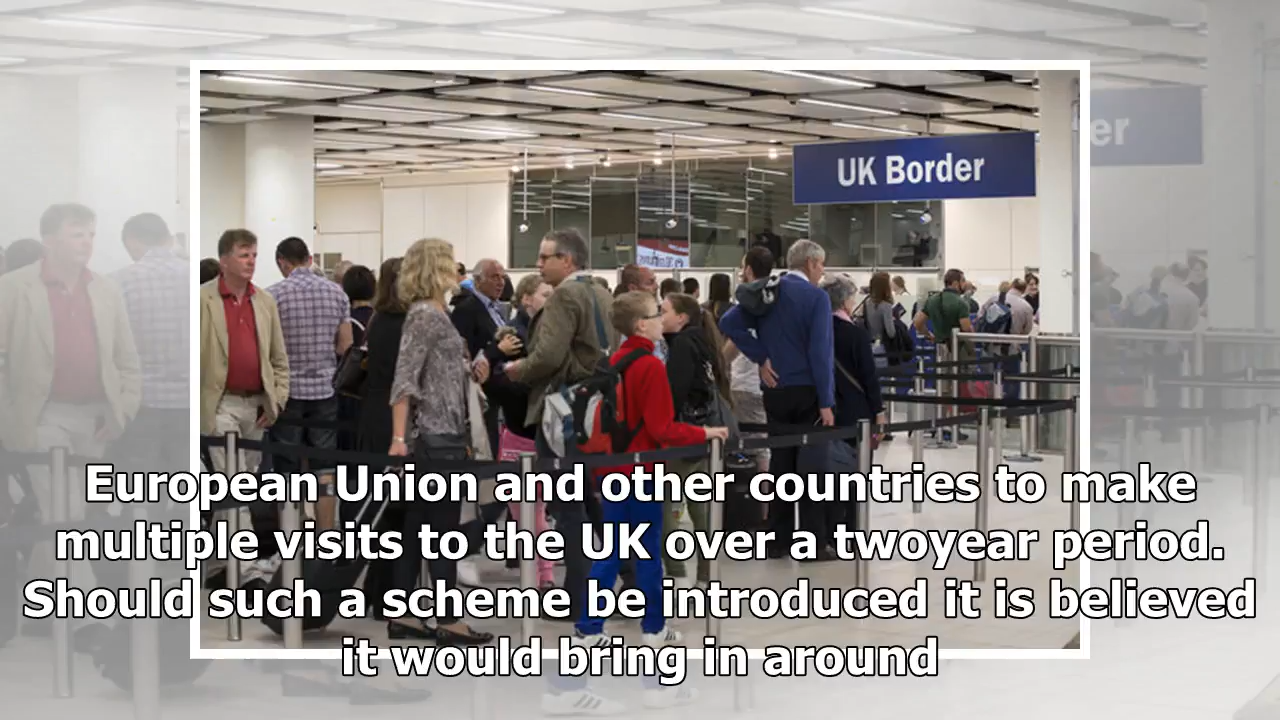 UK Border
er
European Union and other countries to make
multiple visits to the UK over a twoyear period.
Should such a scheme be introduced it is believed
it would bring in around